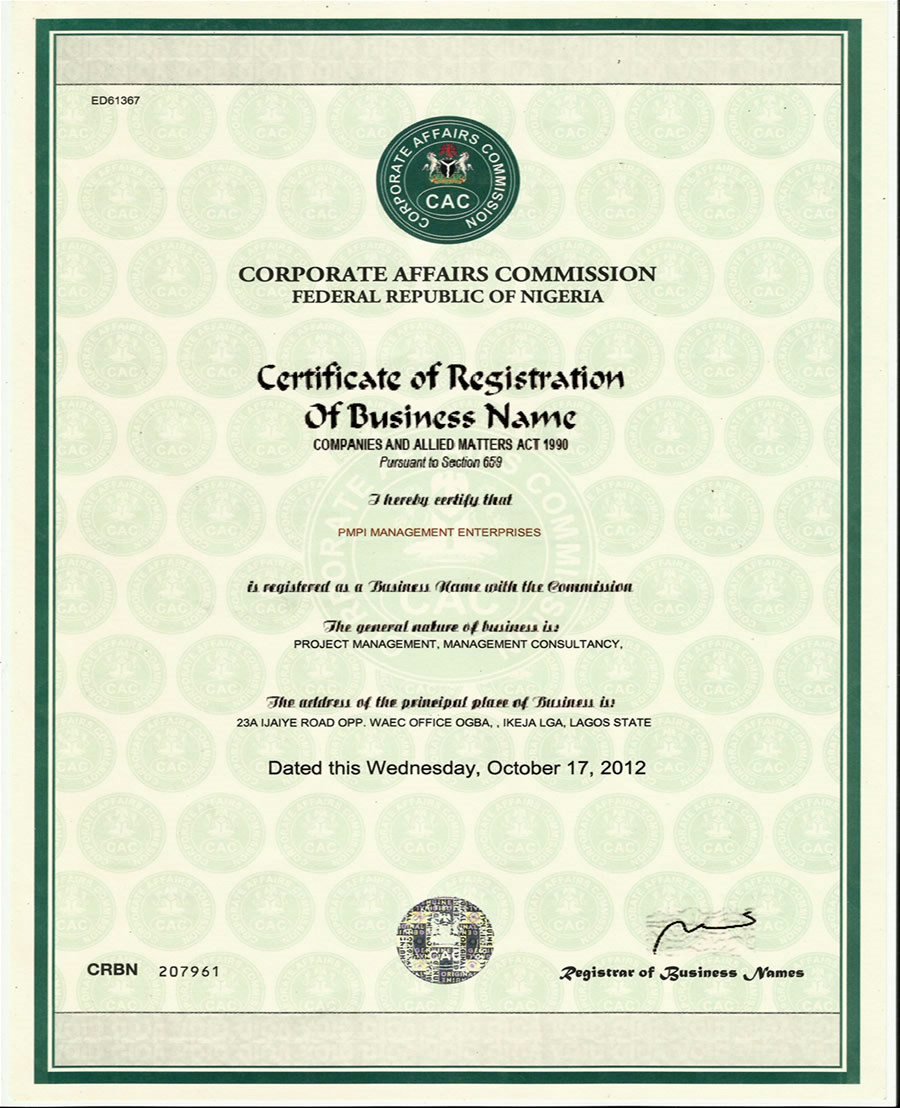 ED61367
CORPORATE AFFAIRS COMMISSION
CAC
CORPORATE AFFAIRS COMMISSION
FEDERAL REPUBLIC OF NIGERIA
Certificate of Registration
Of Business Name
COMPANIES AND ALLIED MATTERS ACT 1990
Pursuant to Section 659
I hereby certify that
PMPI MANAGEMENT ENTERPRISES
is registered as a Business Name with the Commission
The general nature of business is:
PROJECT MANAGEMENT, MANAGEMENT CONSULTANCY,
The address of the principal place of Business is:
23A IJAIYE ROAD OPP. WAEC OFFICE OGBA, , IKEJA LGA, LAGOS STATE
Dated this Wednesday, October 17, 2012
CRBN 207961
Registrar of Business Names